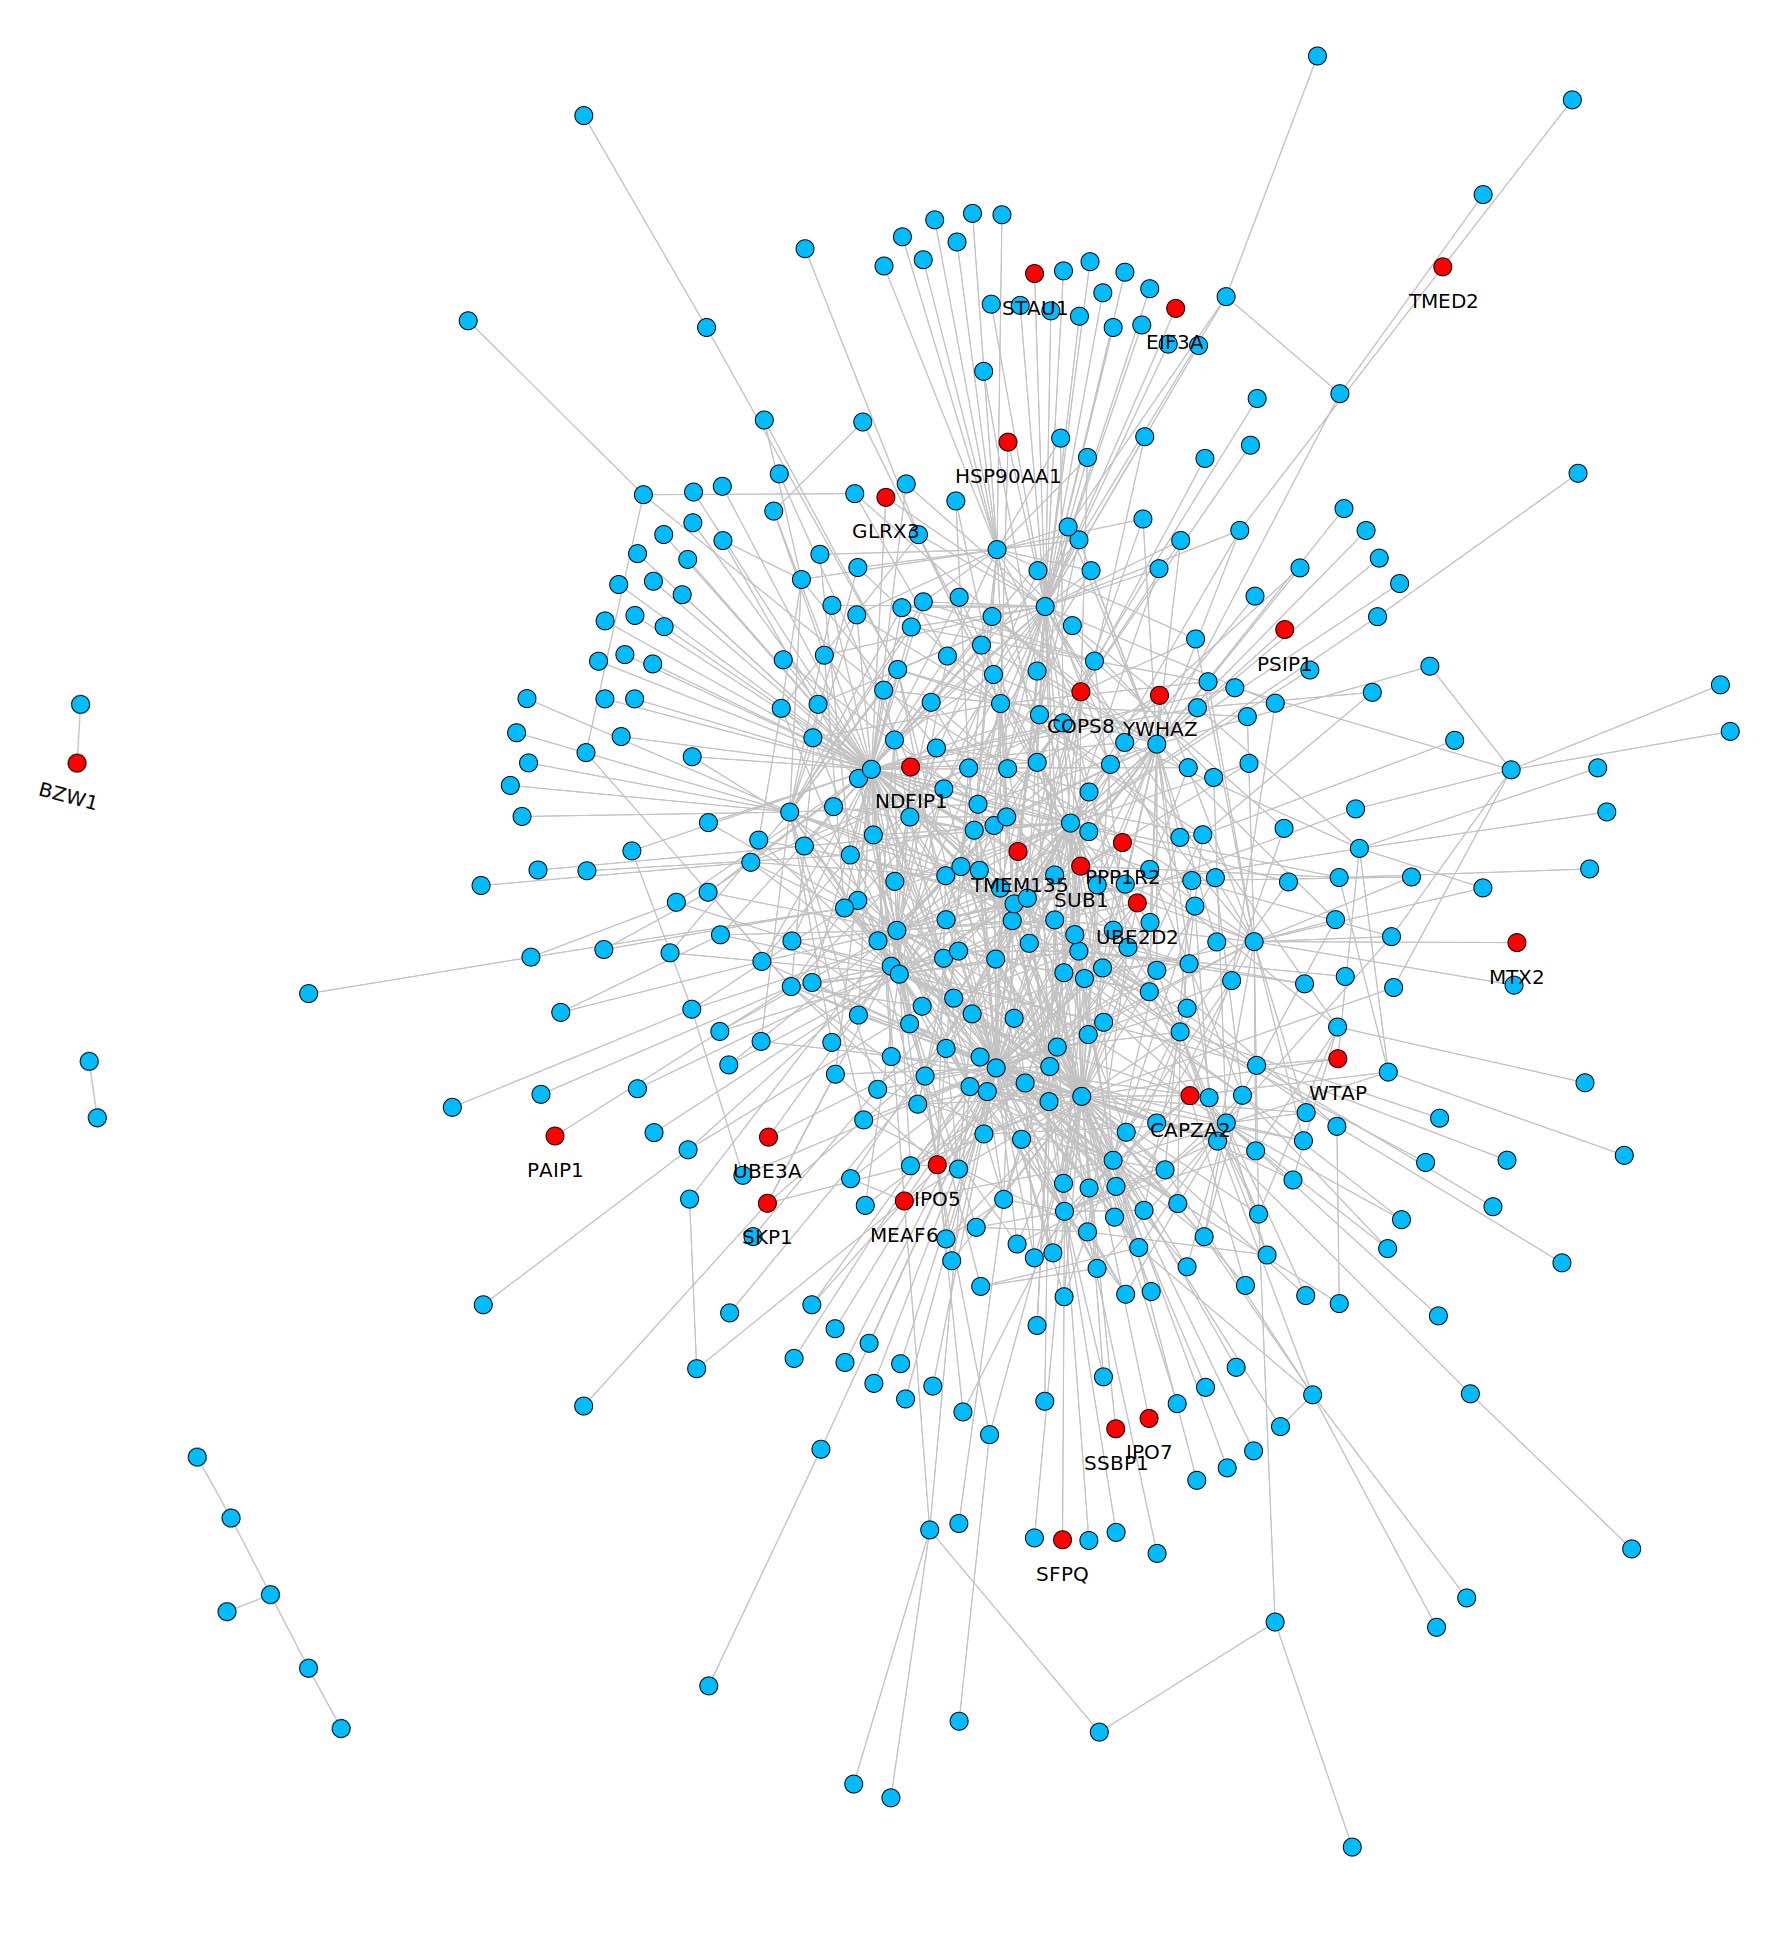 TMED2
STAU1
EIF3A
HSP90AA1
GLRX3
PSIP1
COPS8
YWHAZ
BZW1
NDFIP1
TMEM135
PPP1R2
SUB1
UBE2D2
MTX2
WTAP
CAPZA2
PAIP1
UBE3A
IPO5
SKP1
MEAF6
IPO7
SSBP1
SFPQ